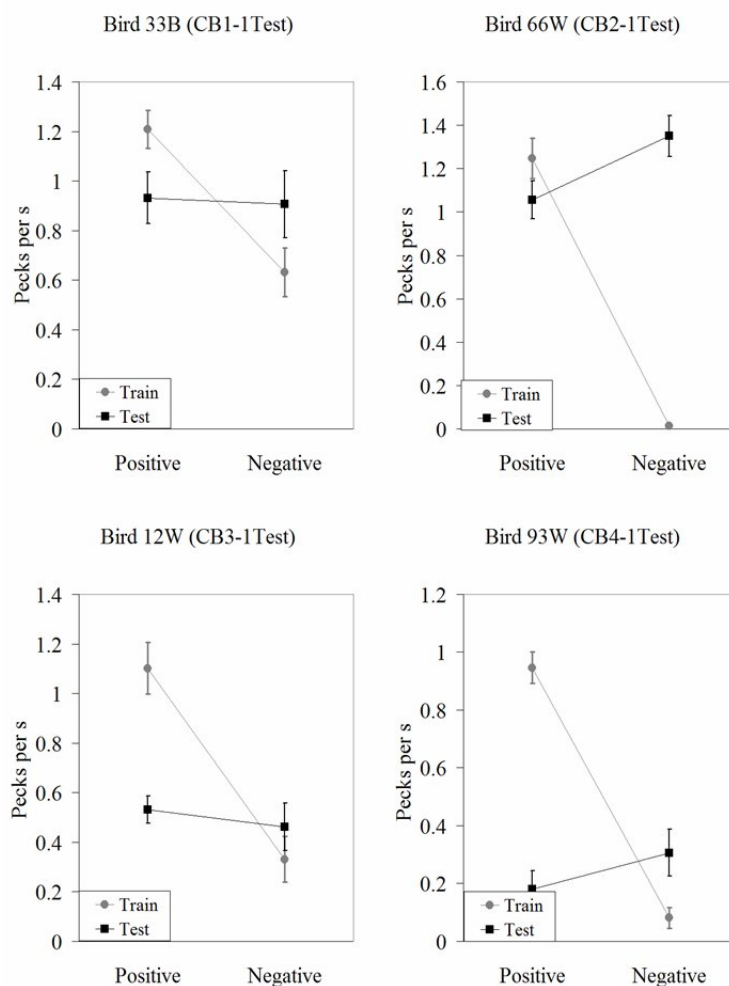 Bird 33B (CB1-1Test)
Pecks per s
1.4
1.2
1
0.8
0.6
0.4
0.2
0
Train
Test
Positive Negative
Bird 66W (CB2-1Test)
Pecks per s
1.6
1.4
1.2
1
0.8
0.6
0.4
0.2
0
Train
Test
Positive Negative
Bird 12W (CB3-1Test)
Pecks per s
1.4
1.2
1
0.8
0.6
0.4
0.2
0
Train
Test
Positive Negative
Bird 93W (CB4-1Test)
Pecks per s
1.2
1
0.8
0.6
0.4
0.2
0
Train
Test
Positive Negative